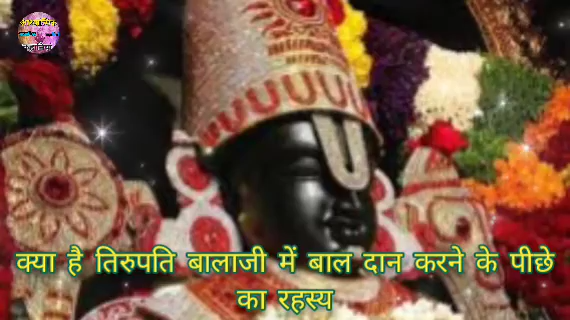 क्या है तिरुपति बालाजी में बाल दान करने के पीछे
का रहस्य